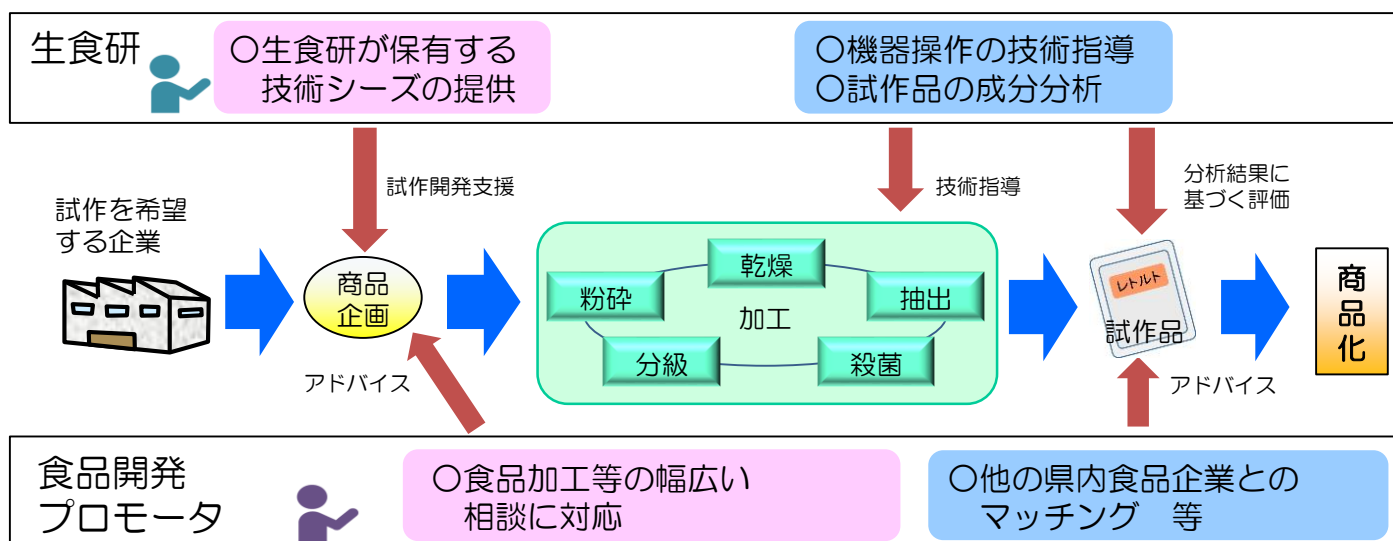 生食研
〇生食研が保有する
技術シーズの提供
〇機器操作の技術指導
〇試作品の成分分析
試作開発支援
技術指導
分析結果に
基づく評価
試作を希望
する企業
商品
企画
乾燥
粉砕
抽出
加工
分級
殺菌
レトルト
試作品
商品化
アドバイス
アドバイス
食品開発
プロモータ
〇食品加工等の幅広い
相談に対応
〇他の県内食品企業との
マッチング 等